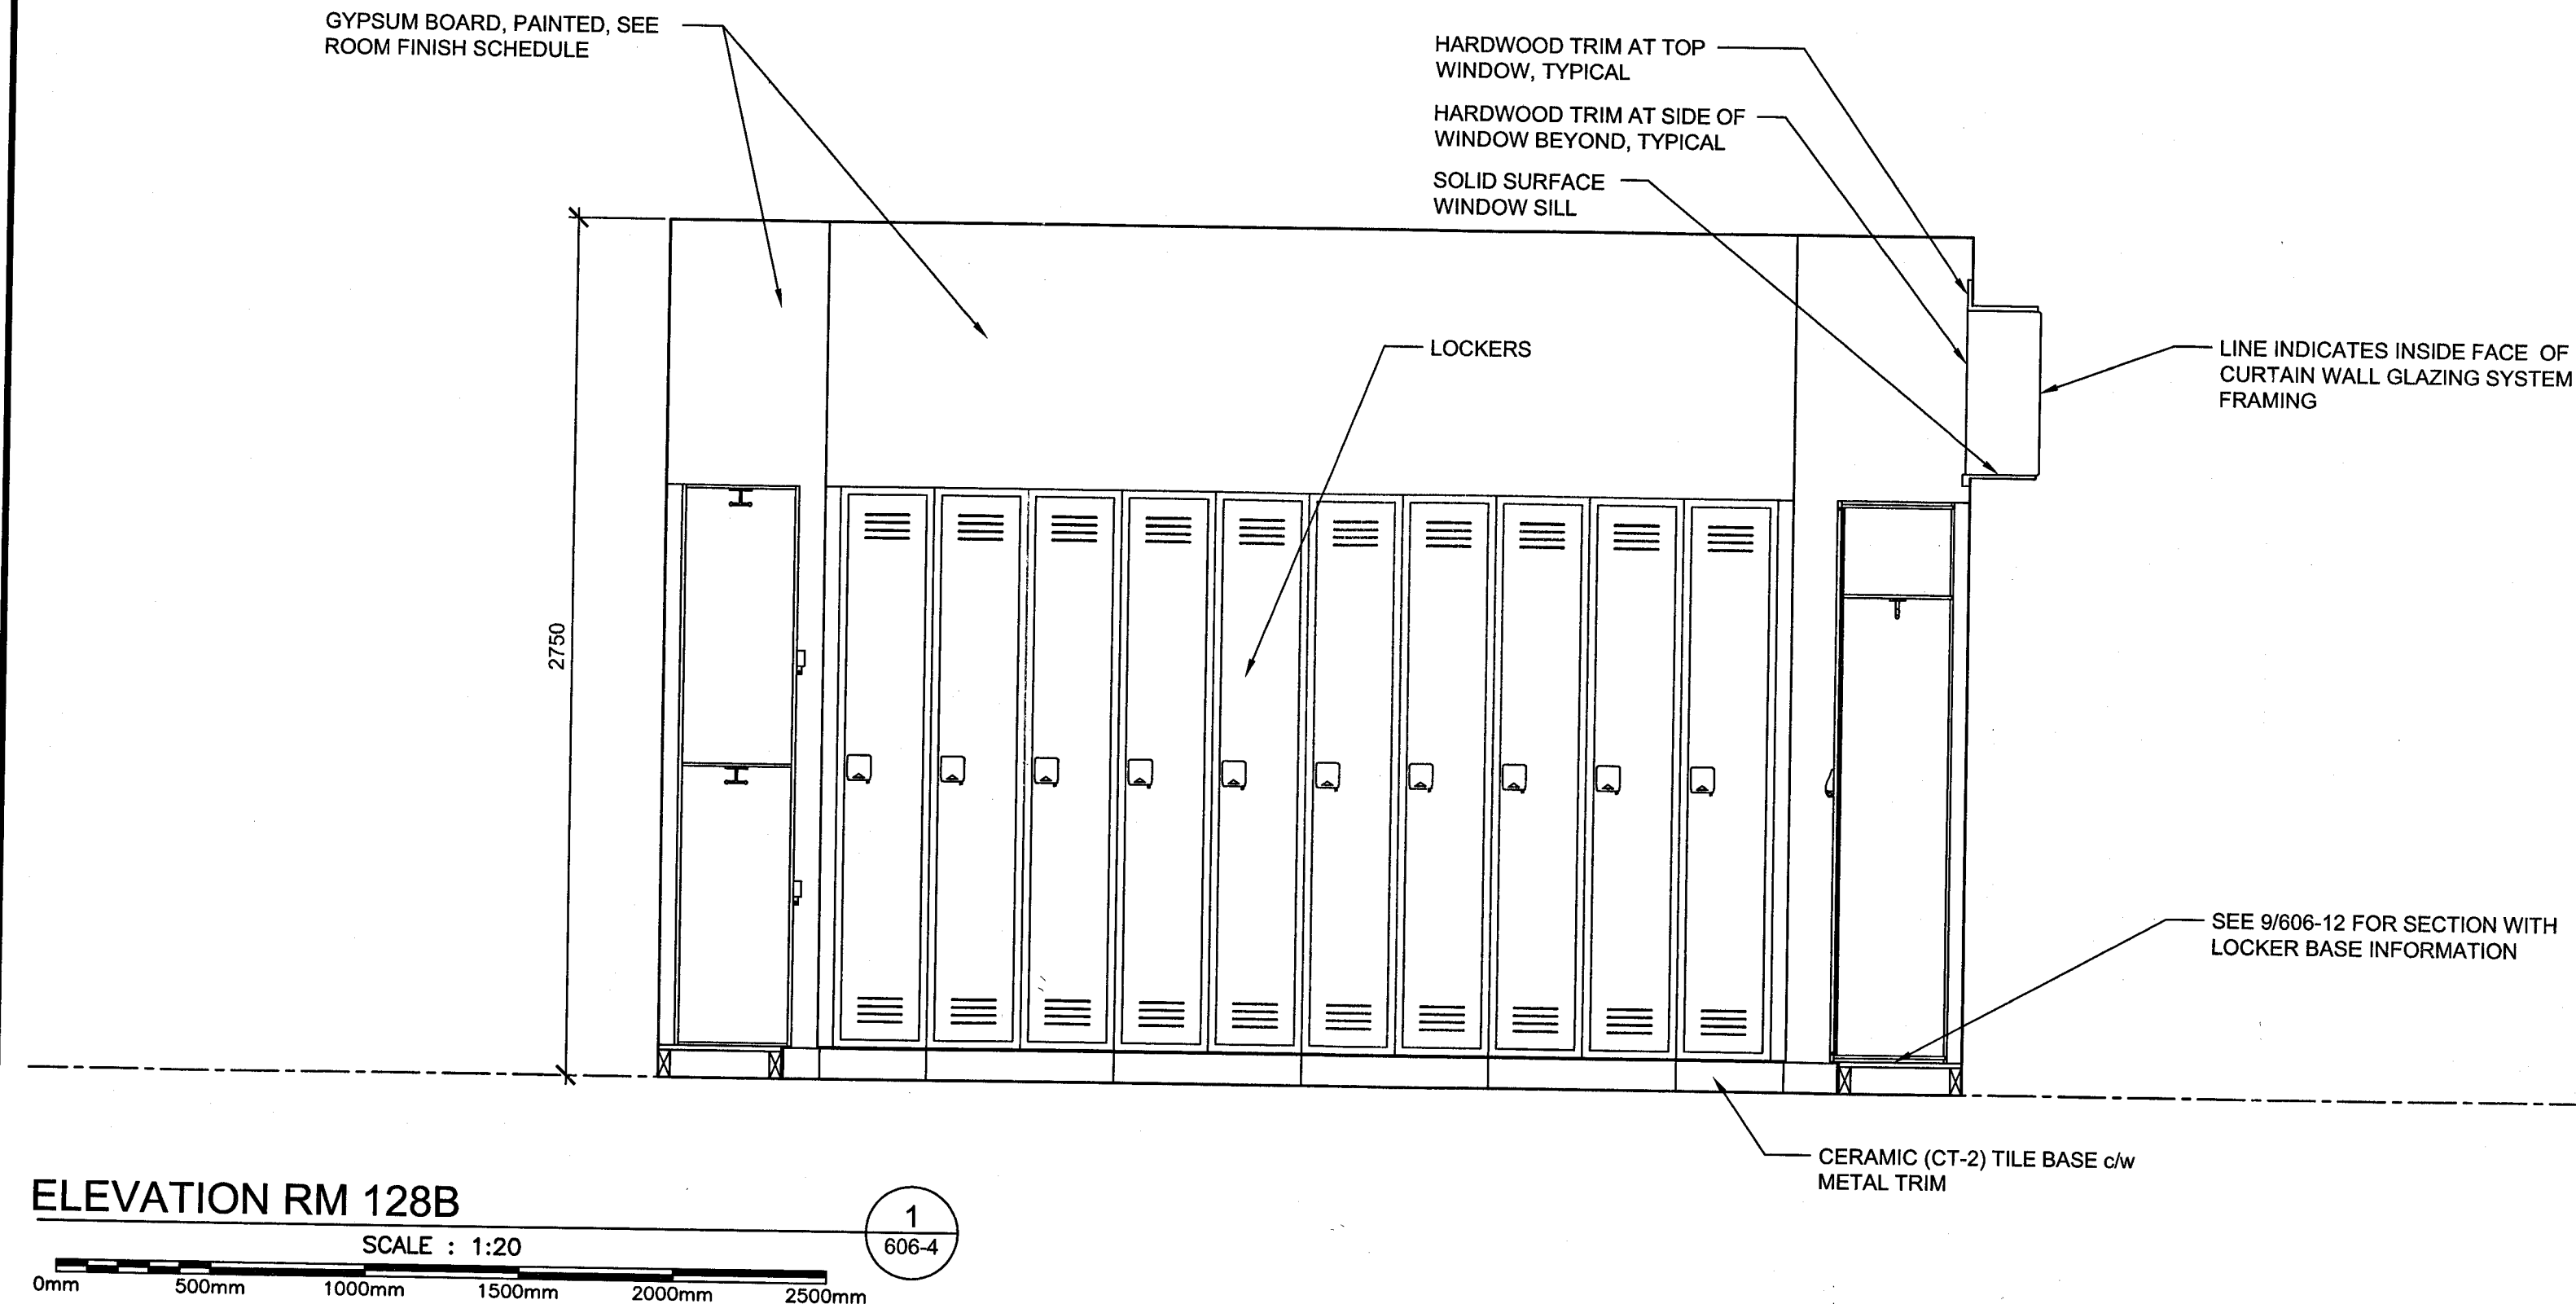 GYPSUM BOARD, PAINTED, SEE
ROOM FINISH SCHEDULE
HARDWOOD TRIM AT TOP
WINDOW, TYPICAL
HARDWOOD TRIM AT SIDE OF
WINDOW BEYOND, TYPICAL
SOLID SURFACE
WINDOW SILL
LOCKERS
LINE INDICATES INSIDE FACE OF
CURTAIN WALL GLAZING SYSTEM
FRAMING
2750
SEE 9/606-12 FOR SECTION WITH
LOCKER BASE INFORMATION
CERAMIC (CT-2) TILE BASE c/w
METAL TRIM
ELEVATION RM 128B
1
606-4
SCALE : 1:20
0mm 500mm 1000mm 1500mm 2000mm 2500mm